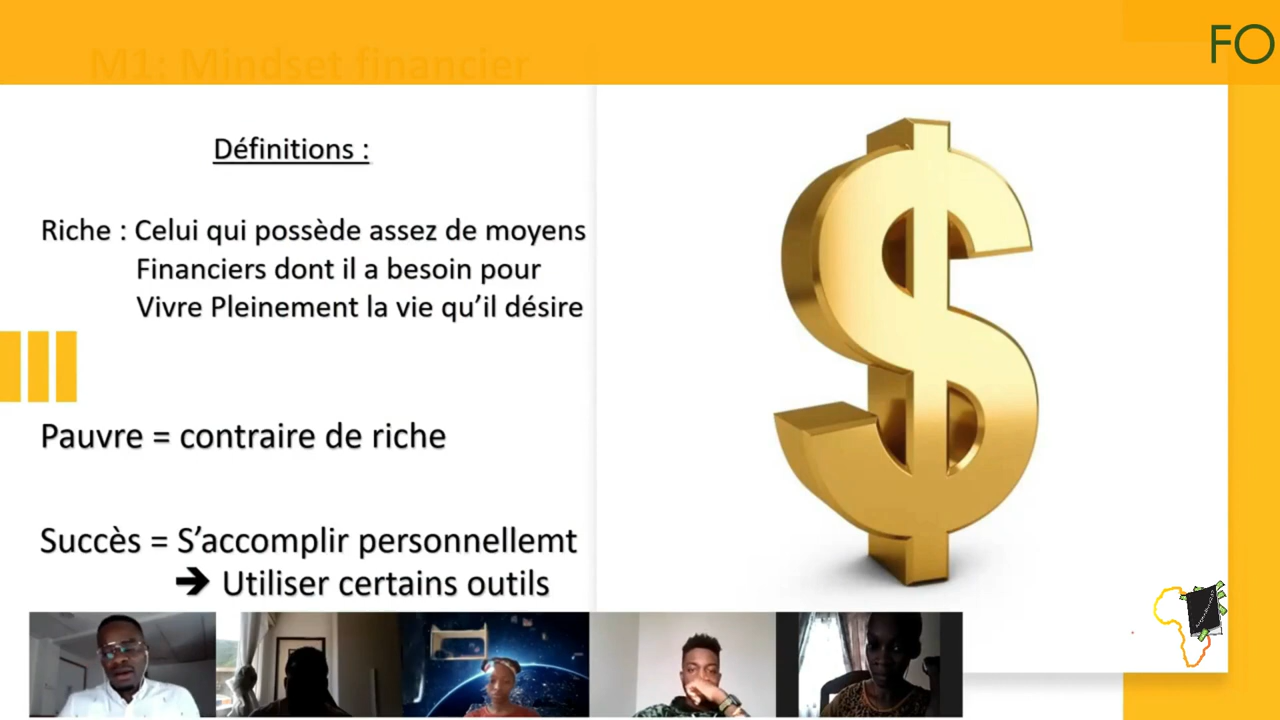 FO
M1: Mindset financier
Définitions :
Riche : Celui qui possède assez de moyens
Financiers dont il a besoin pour
Vivre Pleinement la vie qu’il désire
Pauvre = contraire de riche
Succès = S’accomplir personnellemt
➔ Utiliser certains outils